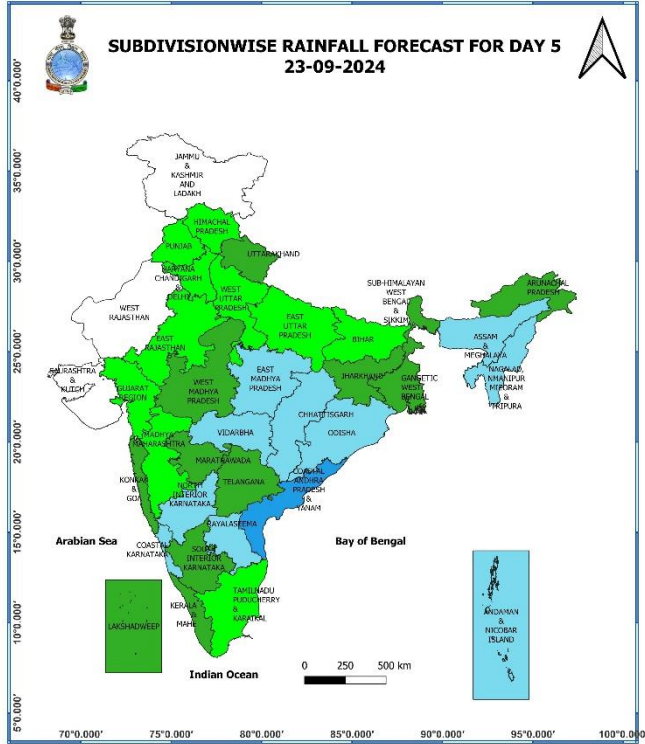 SUBDIVISIONWISE RAINFALL FORECAST FOR DAY 5
23-09-2024
40°0.000'
35°0.000'
30°0.000'
25°0.000'
20°0.000'
15°0.000'
10°0.000'
5°0.000'
JAMMU
&
KASHMIR
AND
LADAKH
HIMACHAL
PRADESH
PUNJAB
UTTARAKHAND
HARYANA
CHANDIGARH
&
DELHI
WEST
UTTAR
PRADESH
WEST
RAJASTHAN
EAST
RAJASTHAN
EAST
UTTAR
PRADESH
BIHAR
SUB-HIMALAYAN
WEST
BENGAL
&
SIKKIM
ARUNACHAL
PRADESH
ASSAM
&
MEGHALAYA
NAGALAD,
NMANIPUR
MIZORAM
&
TRIPURA
SAURASHTRA
&
KUTCH
GUJARAT
REGION
WEST
MADHYA
PRADESH
EAST
MADHYA
PRADESH
JHARKHAND
GANGETIC
WEST
BENGAL
CHHATTISGARH
ODISHA
VIDARBHA
MADHYA
MAHARASHTRA
MARATHAWADA
KONKAN
&
GOA
TELANGANA
COASTAL
ANDHRA
PRADESH
&
YANAM
NORTH
INTERIOR
KARNATAKA
RAYALASEEMA
COASTAL
KARNATAKA
SOUTH
INTERIOR
KARNATAKA
TAMILNADU
PUDUCHERRY
&
KARAIKAL
KERALA
&
MAHE
LAKSHADWEEP
ANDAMAN
&
NICOBAR
ISLAND
Arabian Sea
Bay of Bengal
Indian Ocean
0 250 500 km
70°0.000' 75°0.000' 80°0.000' 85°0.000' 90°0.000' 95°0.000' 100°0.000'